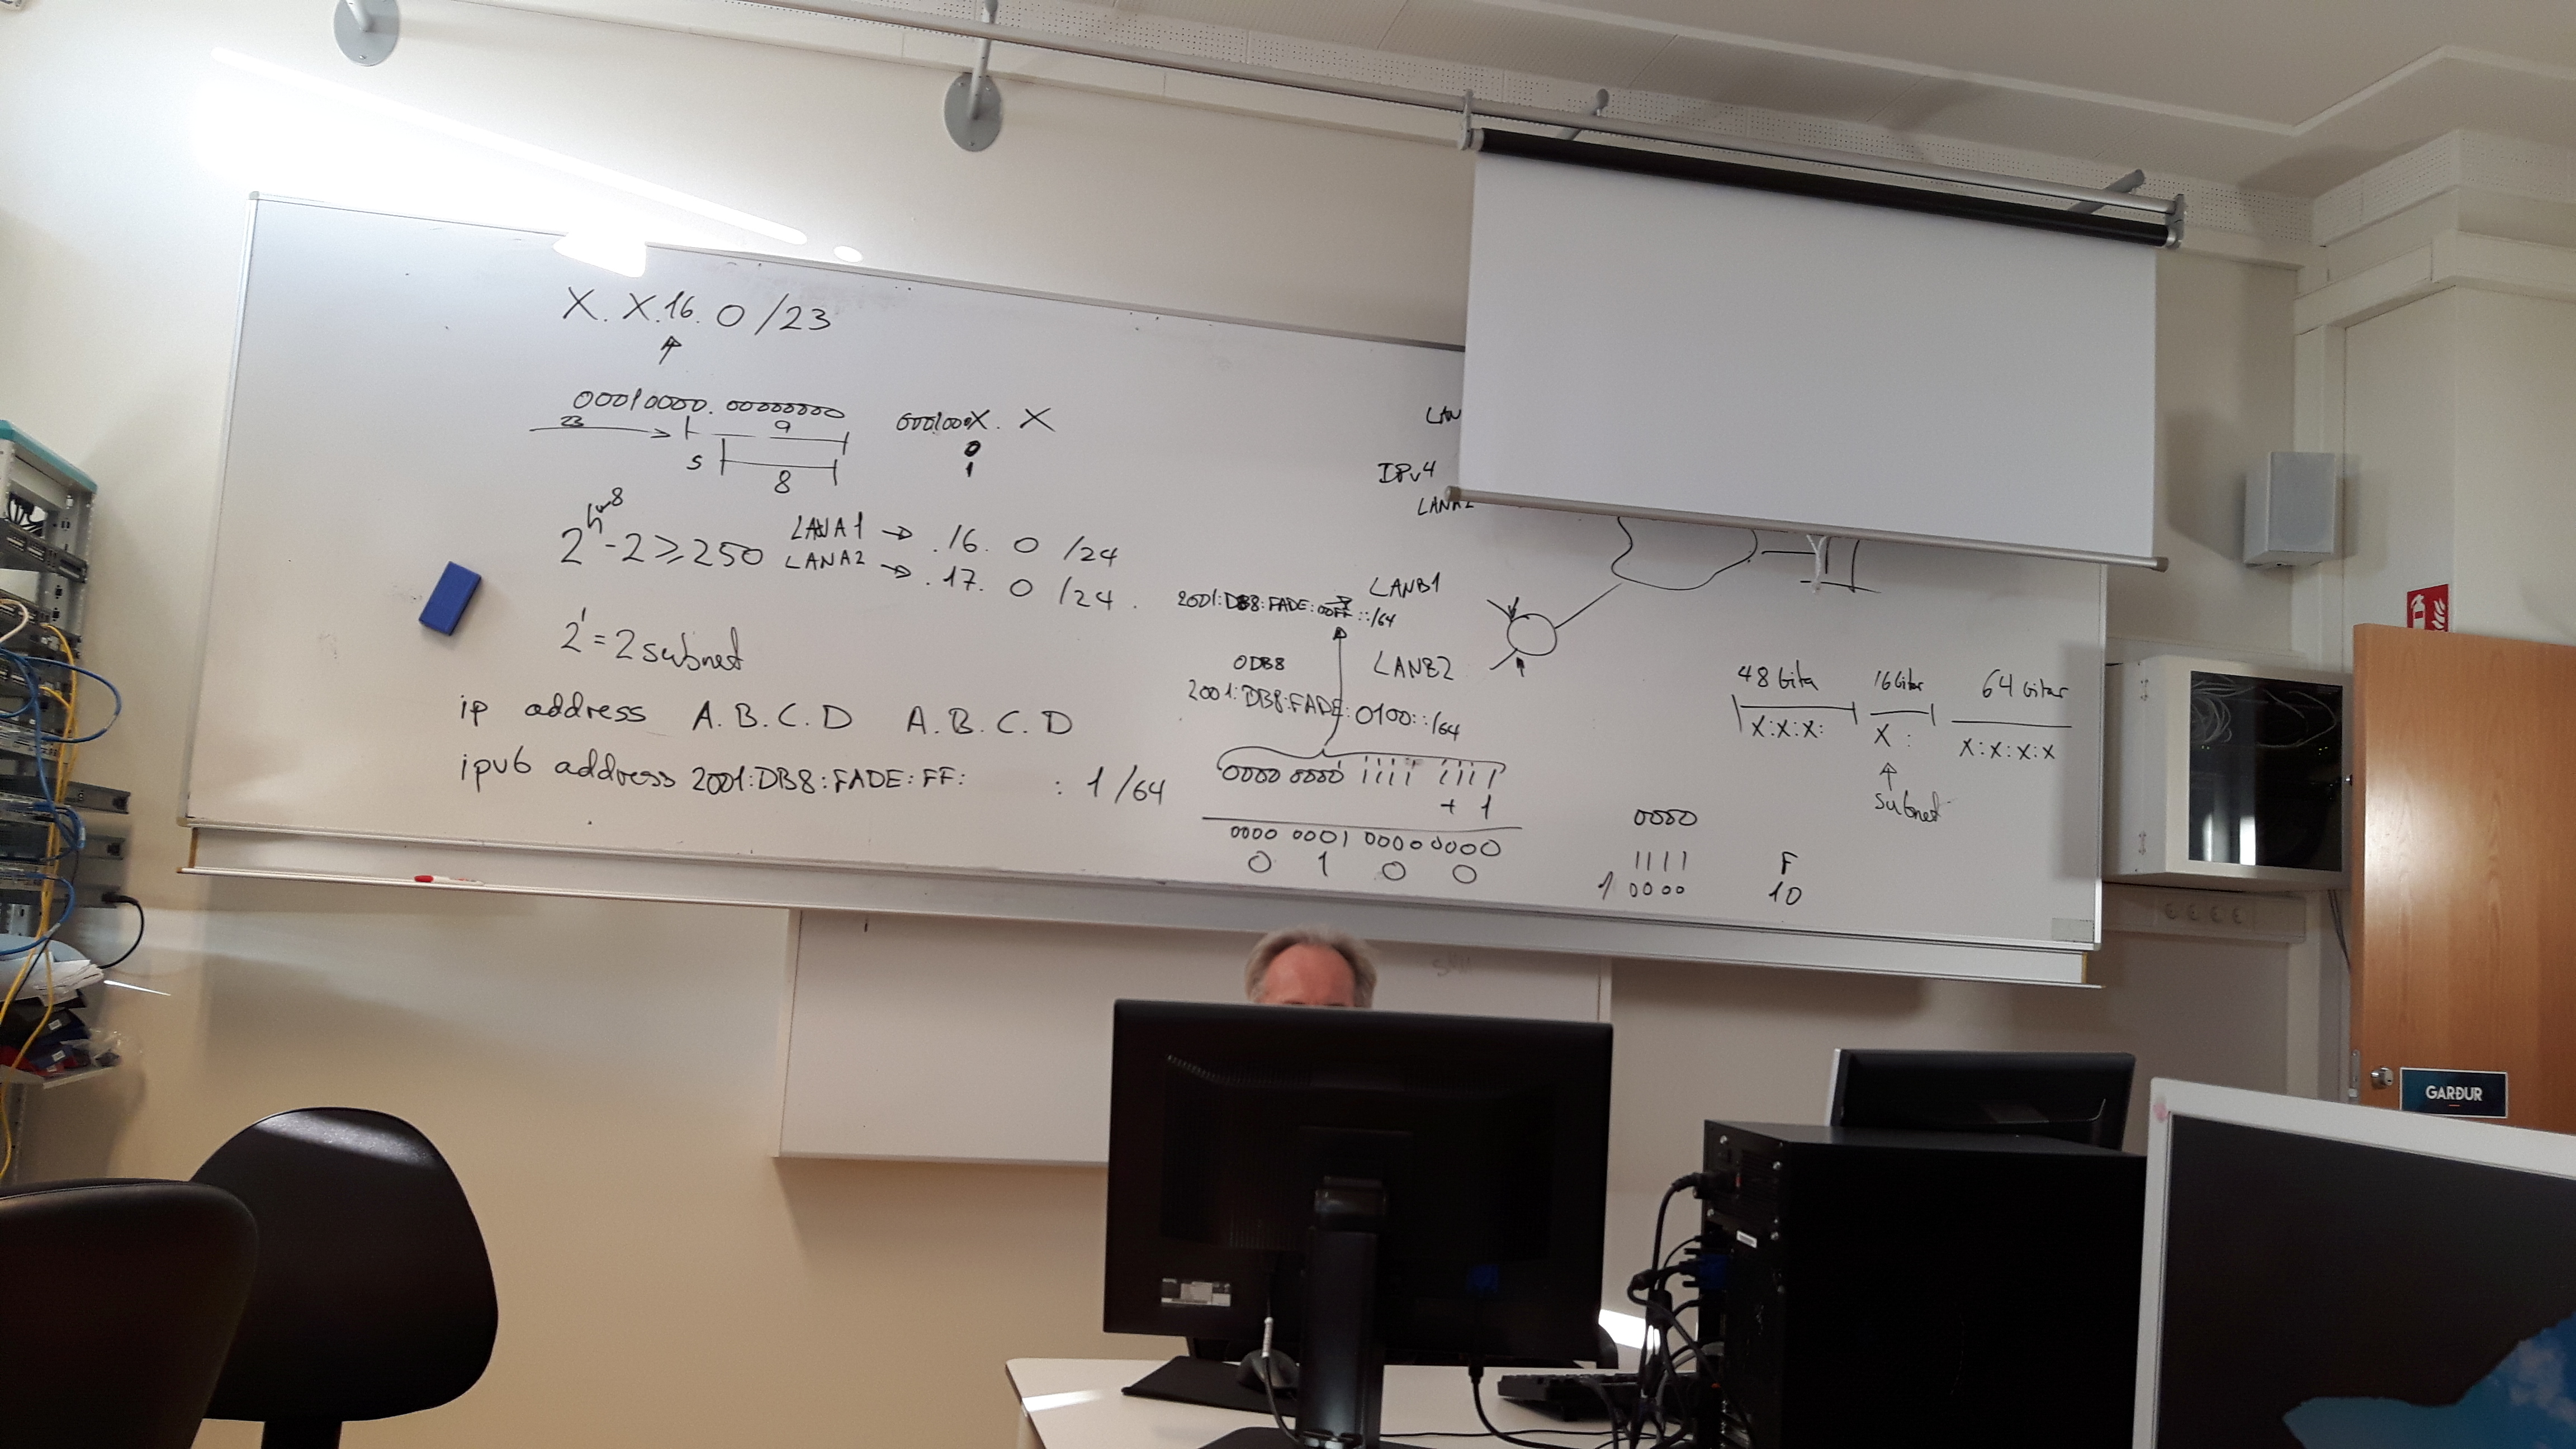 X. X.16. 0 /23
00010000. 00000000
23
9
s
8
0001000X. X
0
1
2^h - 2 ≥ 250
h=8
LANA1 → .16. 0 /24
LANA2 → .17. 0 /24.
2^1 = 2 subnet
ip address A.B.C.D A.B.C.D
ipv6 address 2001:DB8:FADE:FF: :1/64
LAN
IPv4
LANA2
LANB1
2001:DB8:FADE:00FF::/64
LANB2
0DB8
2001:DB8:FADE:0100::/64
0000 0000 1111 1111
+ 1
0000 0001 0000 0000
0 1 0 0
0000
1111 F
1 0000 10
48 bita 16 bitar 64 bitar
X:X:X: X: X:X:X:X
subnet
GARÐUR